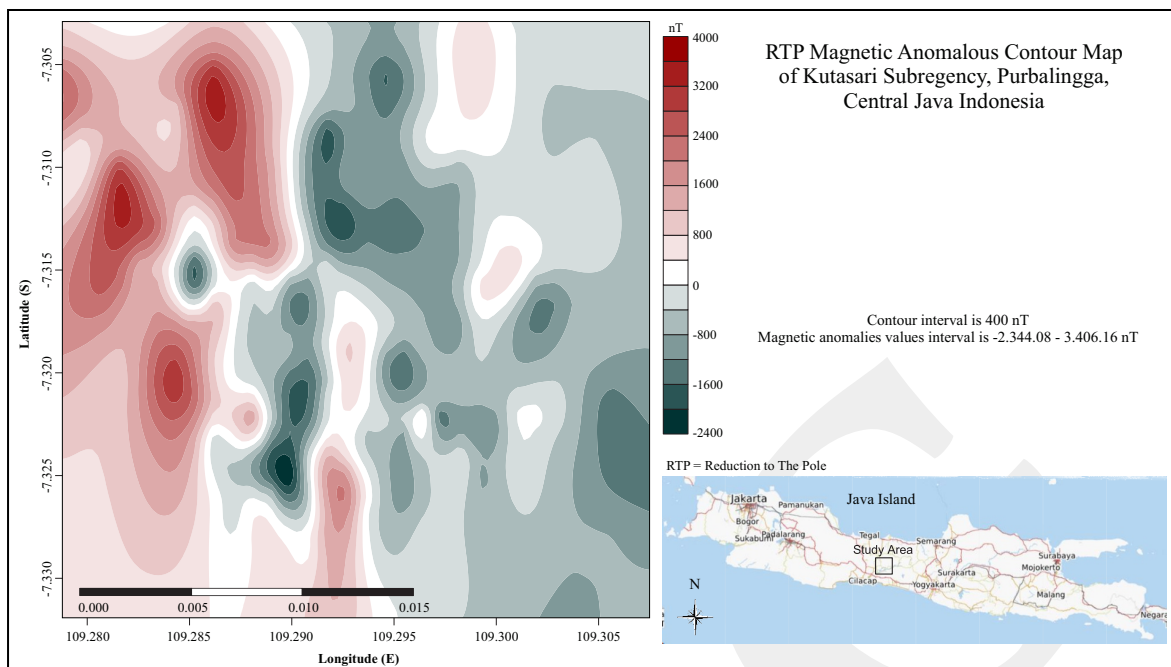 nT
4000
3200
2400
1600
800
0
-800
-1600
-2400
RTP Magnetic Anomalous Contour Map
of Kutasari Subregency, Purbalingga,
Central Java Indonesia
Contour interval is 400 nT
Magnetic anomalies values interval is -2.344.08 - 3.406.16 nT
RTP = Reduction to The Pole
Latitude (S)
-7.305
-7.310
-7.315
-7.320
-7.325
-7.330
0.000 0.005 0.010 0.015
109.280 109.285 109.290 109.295 109.300 109.305
Longitude (E)
Java Island
Jakarta
Pamanukan
Bogor
Sukabumi
Padalarang
Tegal
Semarang
Study Area
Surabaya
Mojokerto
Cilacap
Surakarta
Yogyakarta
Malang
Negara
N